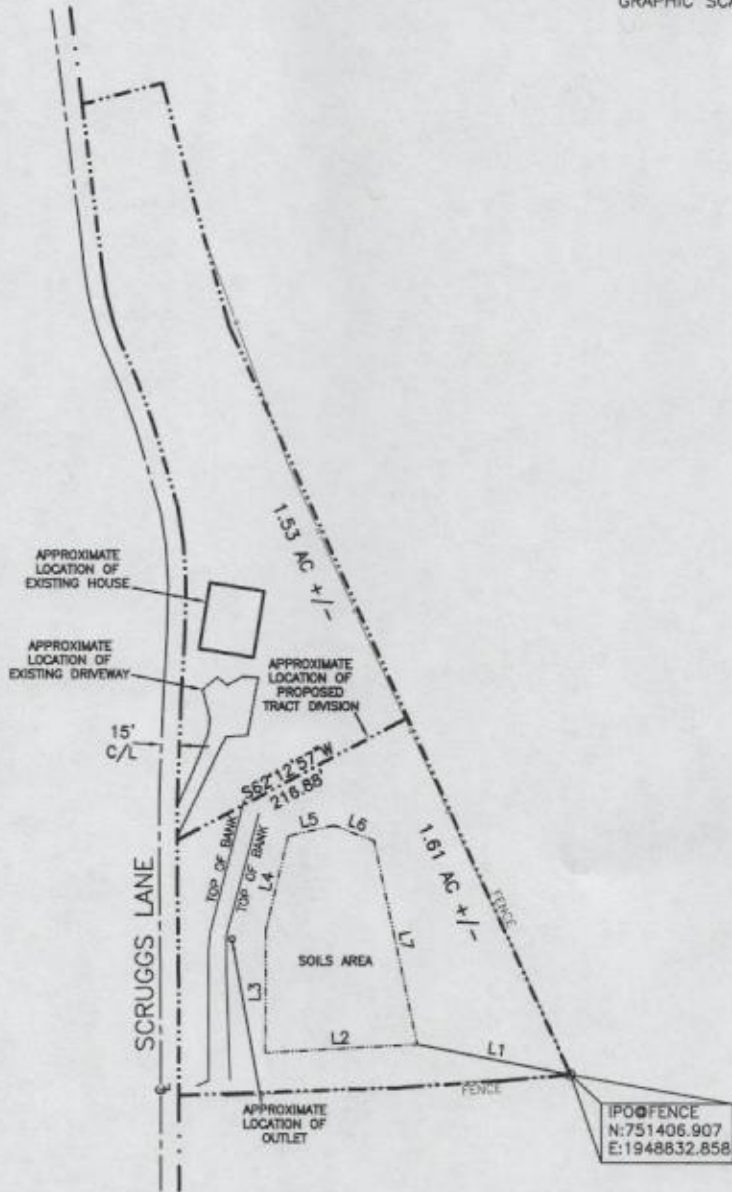 GRAPHIC
1.53 AC +/-
APPROXIMATE
LOCATION OF
EXISTING HOUSE
APPROXIMATE
LOCATION OF
EXISTING DRIVEWAY
APPROXIMATE
LOCATION OF
PROPOSED
TRACT DIVISION
15'
C/L
S62°12'57"W
216.88'
TOP OF BANK
TOP OF BANK
L5
L6
L4
1.61 AC +/-
FENCE
SCRUGGS LANE
SOILS AREA
L7
L3
L2
L1
FENCE
APPROXIMATE
LOCATION OF
OUTLET
IPO@FENCE
N:751406.907
E:1948832.858